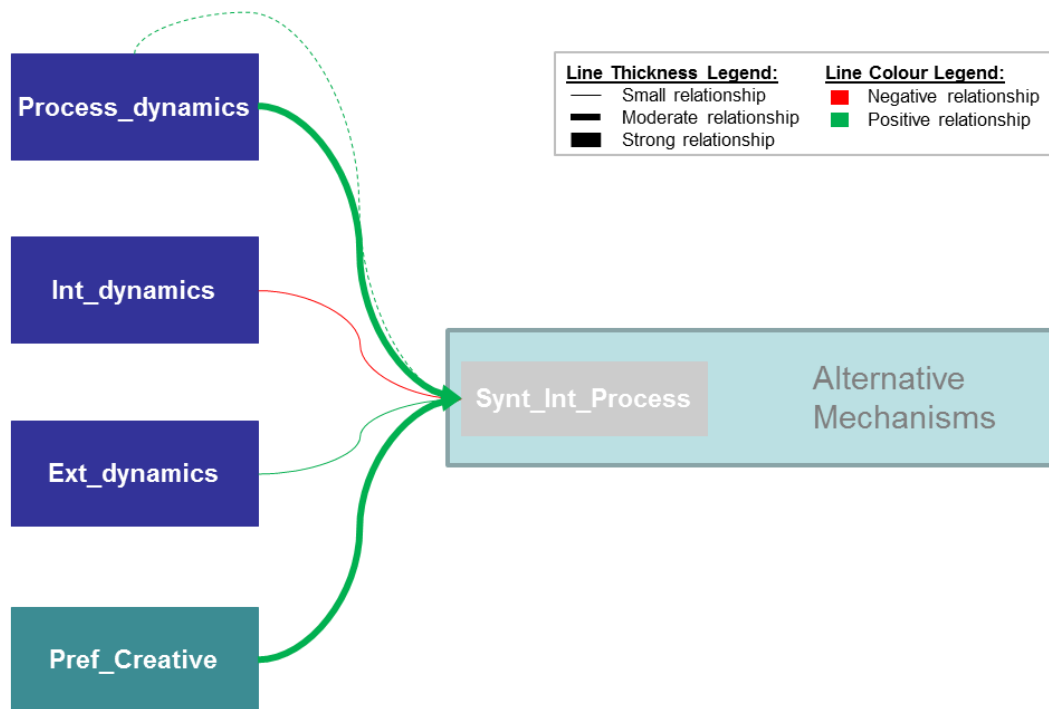 Process_dynamics
Int_dynamics
Ext_dynamics
Pref_Creative
Line Thickness Legend:
Small relationship
Moderate relationship
Strong relationship
Line Colour Legend:
Negative relationship
Positive relationship
Synt_Int_Process
Alternative
Mechanisms